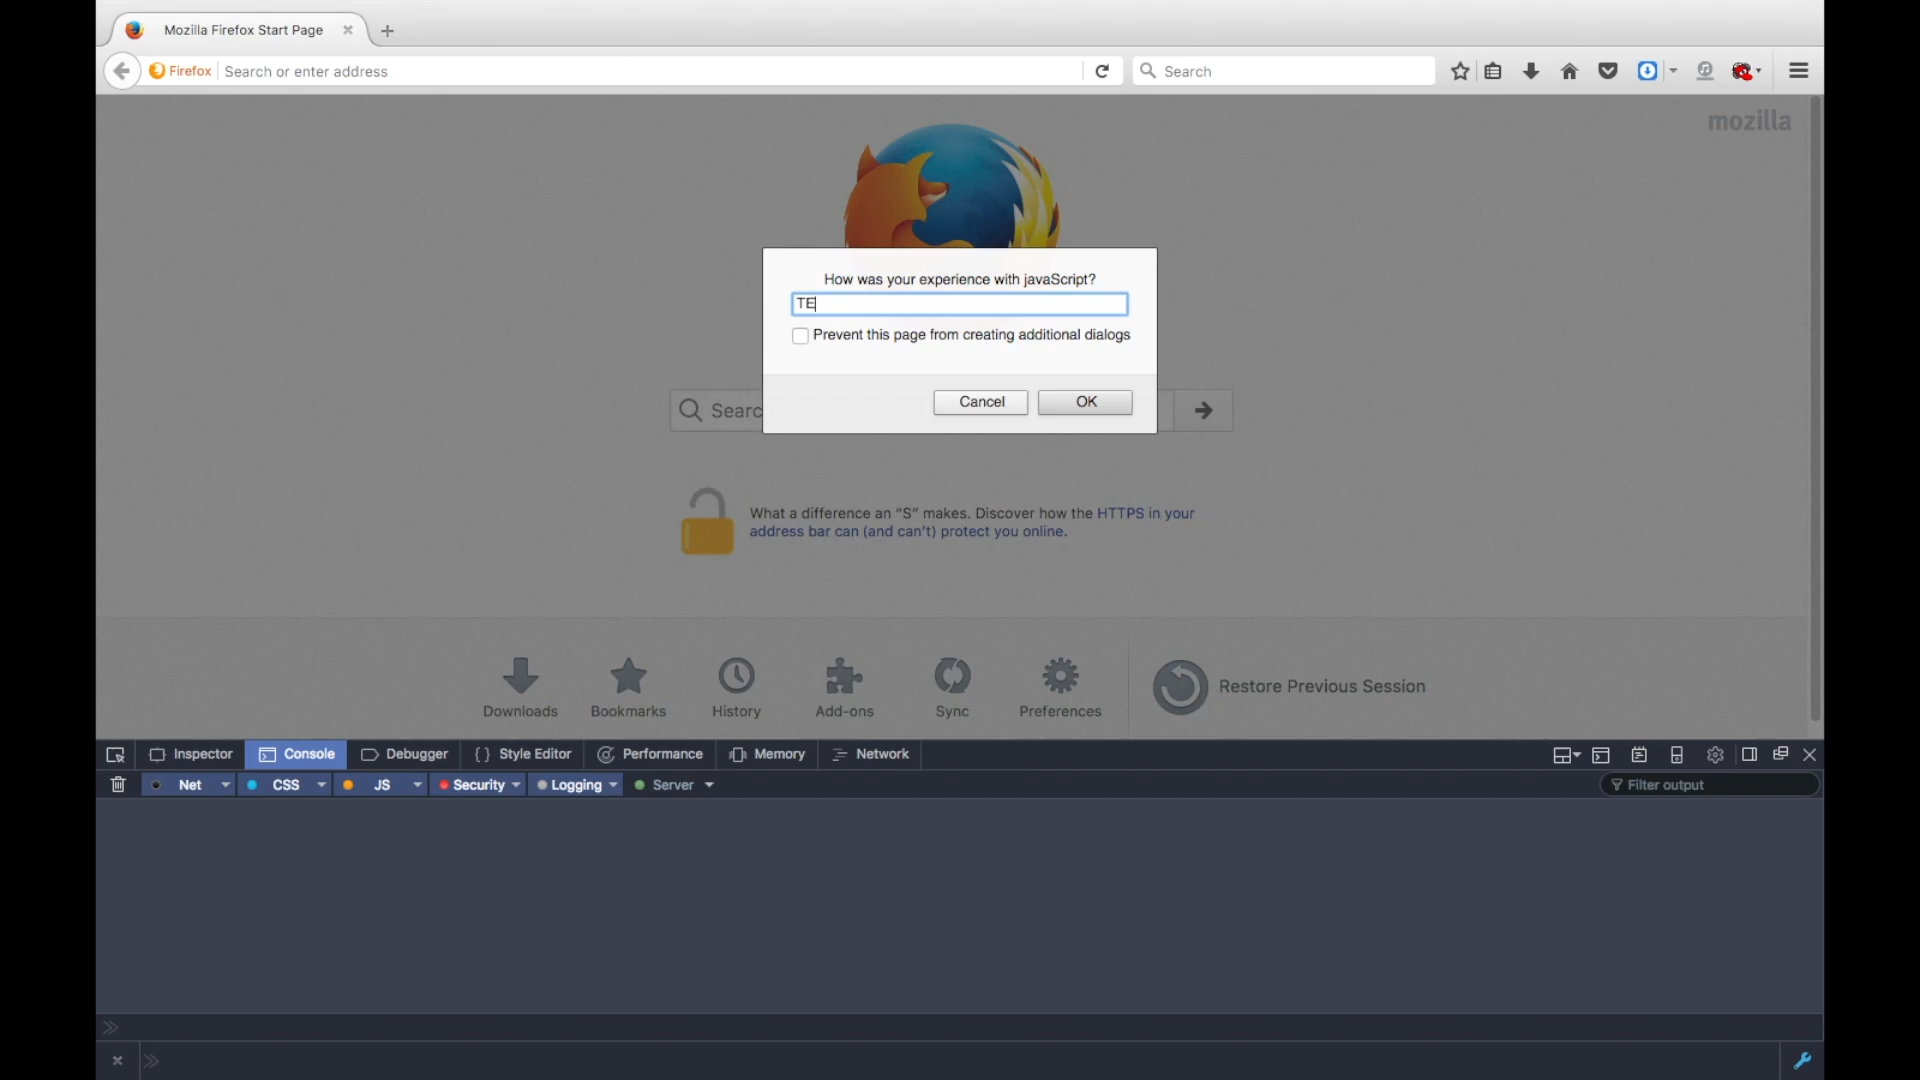 Mozilla Firefox Start Page
Firefox
Search or enter address
Search
mozilla
How was your experience with javaScript?
TE
Prevent this page from creating additional dialogs
Cancel
OK
Searc
What a difference an “S” makes. Discover how the HTTPS in your
address bar can (and can’t) protect you online.
Downloads
Bookmarks
History
Add-ons
Sync
Preferences
Restore Previous Session
Inspector
Console
Debugger
Style Editor
Performance
Memory
Network
Net
CSS
JS
Security
Logging
Server
Filter output